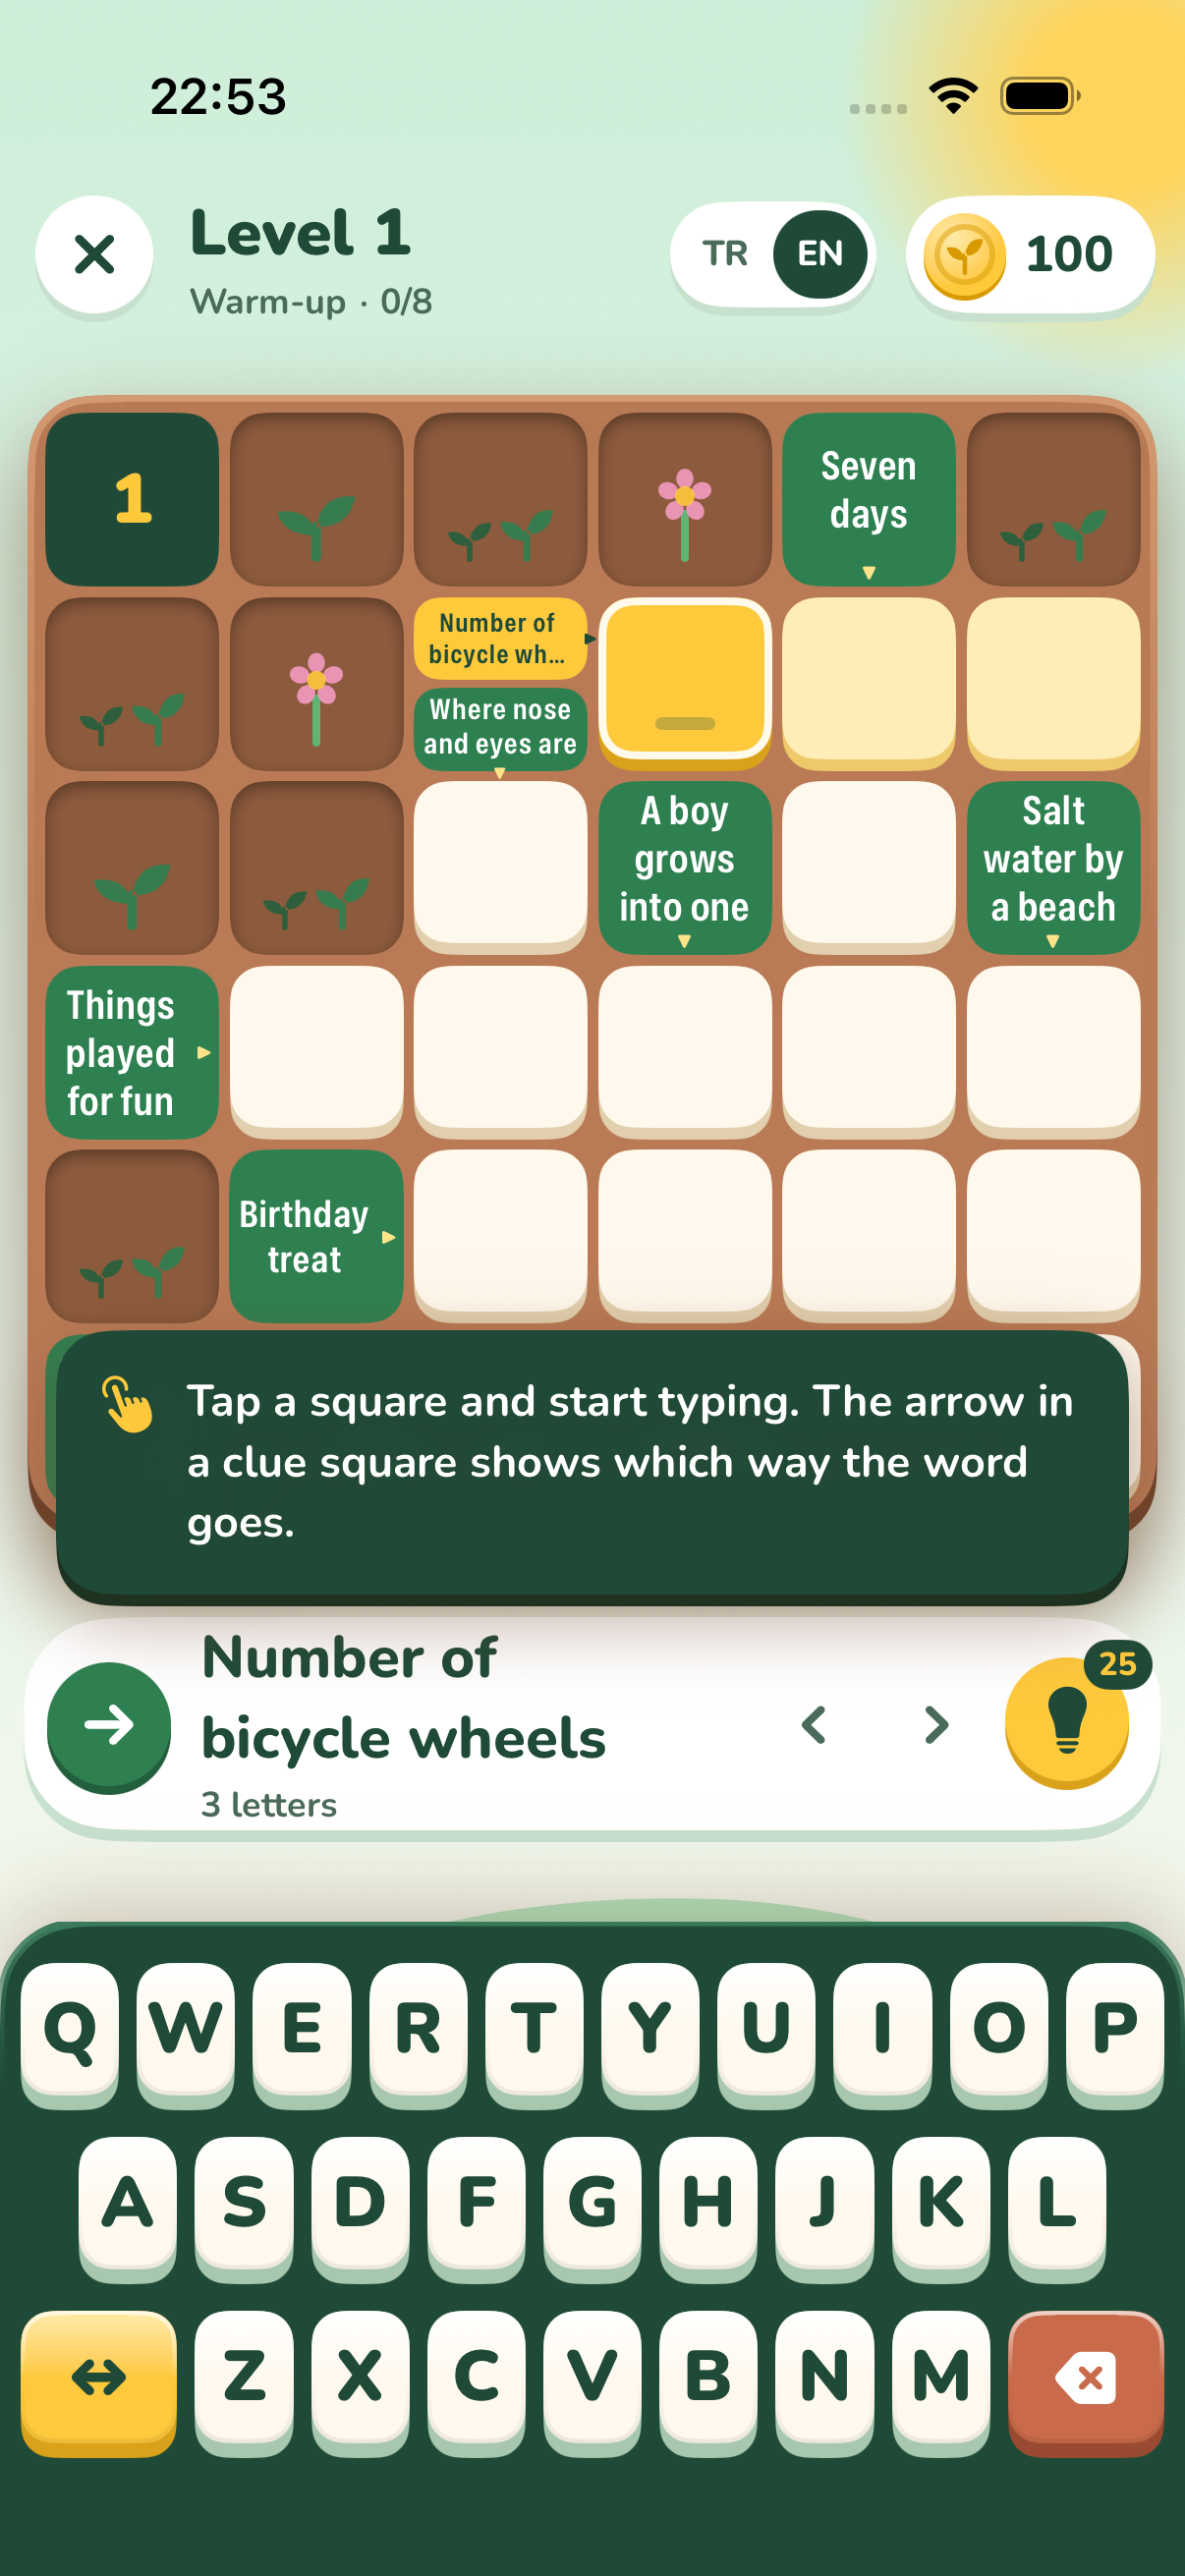 22:53
Level 1
Warm-up · 0/8
TR EN
100
1
Seven
days
Number of
bicycle wh...
Where nose
and eyes are
A boy
grows
into one
Salt
water by
a beach
Things
played
for fun
Birthday
treat
Tap a square and start typing. The arrow in
a clue square shows which way the word
goes.
Number of
bicycle wheels
3 letters
25
Q W E R T Y U I O P
A S D F G H J K L
Z X C V B N M